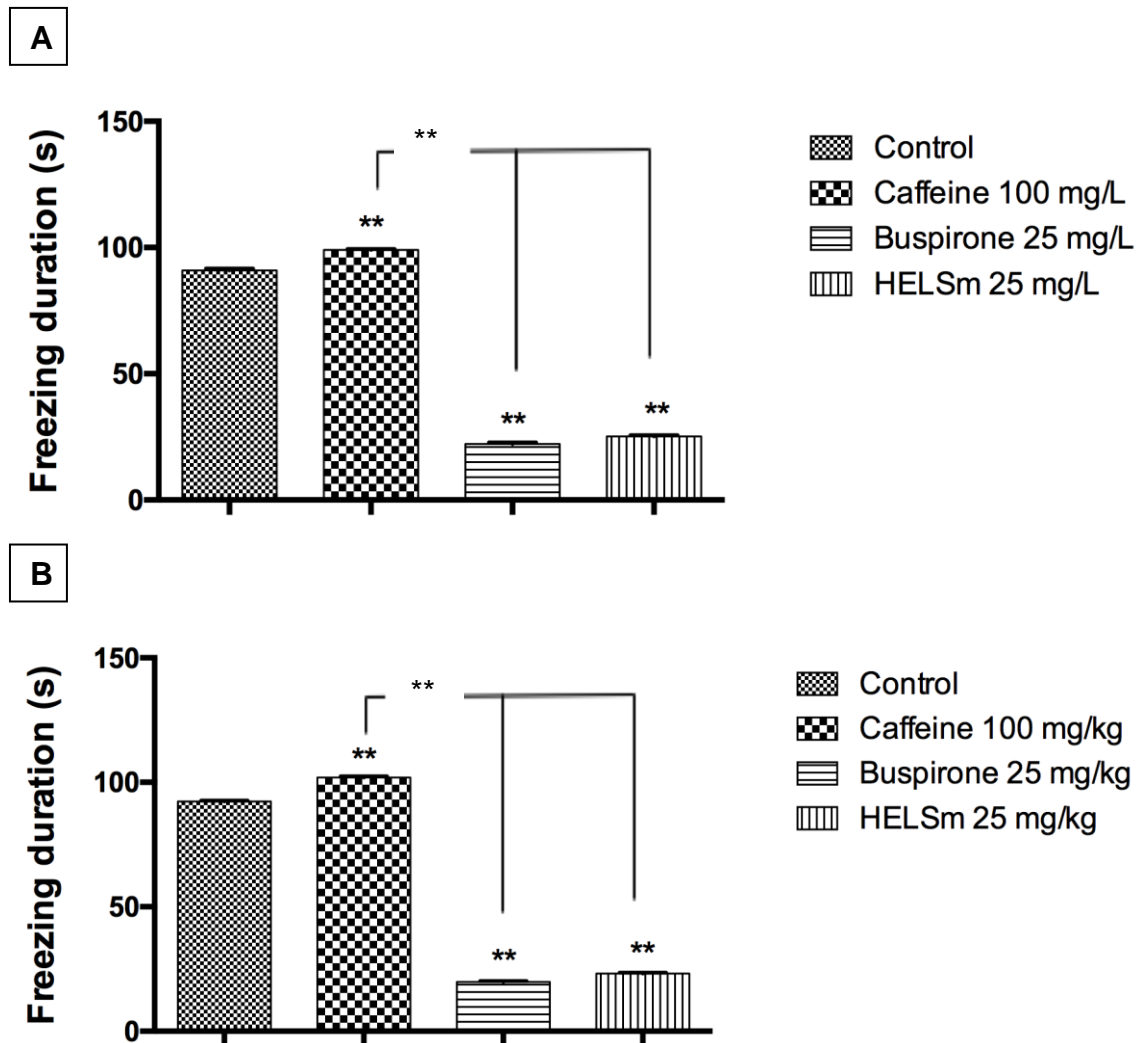 A
Freezing duration (s)
150
100
50
0
**
**
**
**
Control
Caffeine 100 mg/L
Buspirone 25 mg/L
HELSm 25 mg/L
B
Freezing duration (s)
150
100
50
0
**
**
**
**
Control
Caffeine 100 mg/kg
Buspirone 25 mg/kg
HELSm 25 mg/kg